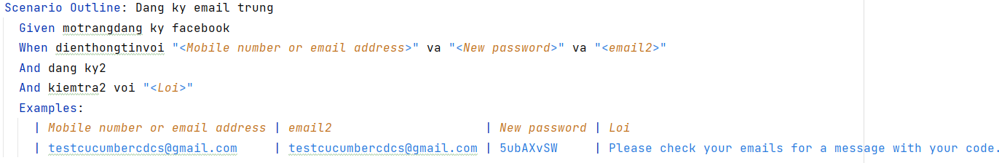 Scenario Outline: Dang ky email trung
Given motrangdang ky facebook
When dienthongtinvoi "<Mobile number or email address>" va "<New password>" va "<email2>"
And dang ky2
And kiemtra2 voi "<Loi>"
Examples:
| Mobile number or email address | email2 | New password | Loi
| testcucumbercdcs@gmail.com | testcucumbercdcs@gmail.com | 5ubAXvSW | Please check your emails for a message with your code.